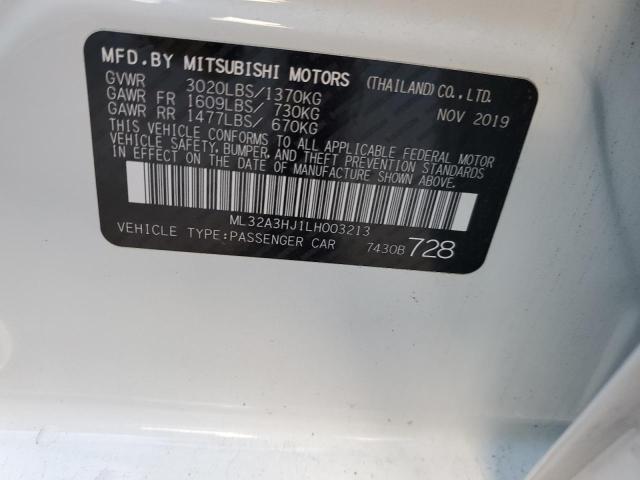 MFD.BY MITSUBISHI MOTORS (THAILAND)CO.,LTD.
GVWR 3020LBS/1370KG NOV 2019
GAWR FR 1609LBS/ 730KG
GAWR RR 1477LBS/ 670KG
THIS VEHICLE CONFORMS TO ALL APPLICABLE FEDERAL MOTOR
VEHICLE SAFETY, BUMPER, AND THEFT PREVENTION STANDARDS
IN EFFECT ON THE DATE OF MANUFACTURE SHOWN ABOVE.
ML32A3HJ1LH003213
VEHICLE TYPE:PASSENGER CAR 7430B 728